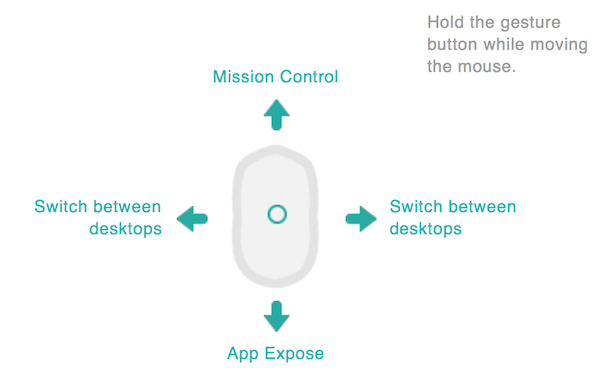 Hold the gesture
button while moving
the mouse.
Mission Control
Switch between
desktops
Switch between
desktops
App Expose